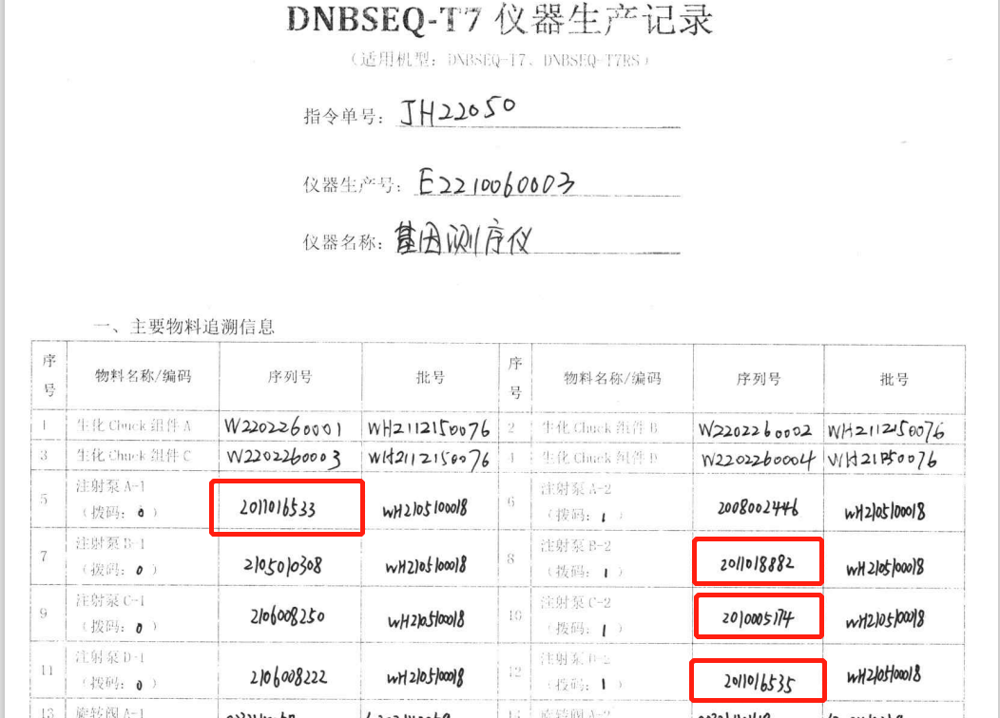 DNBSEQ-T7 仪器生产记录
（适用机型：DNBSEQ-T7、DNBSEQ-T7RS）
指令单号：JH22050
仪器生产号：E2210060003
仪器名称：基因测序仪
一、主要物料追溯信息
序号 物料名称/编码 序列号 批号 序号 物料名称/编码 序列号 批号
1 生化 Chuck 组件 A W2202260001 WH2112150076 2 生化 Chuck 组件 B W2202260002 WH2112150076
3 生化 Chuck 组件 C W2202260003 WH2112150076 4 生化 Chuck 组件 D W2202260004
5 注射泵 A-1（拨码：0） 2011016533 WH2105100018 6 注射泵 A-2（拨码：1） 2008002446 WH2105100018
7 注射泵 B-1（拨码：0） 2105010308 WH2105100018 8 注射泵 B-2（拨码：1） 2011018882 WH2105100018
9 注射泵 C-1（拨码：0） 2106008250 WH2105100018 10 注射泵 C-2（拨码：1） 2010005174 WH2105100018
11 注射泵 D-1（拨码：0） 2106008222 WH2105100018 12 注射泵 D-2（拨码：1） 2011016535 WH2105100018
13 旋转阀 A-1 旋转阀 A-2